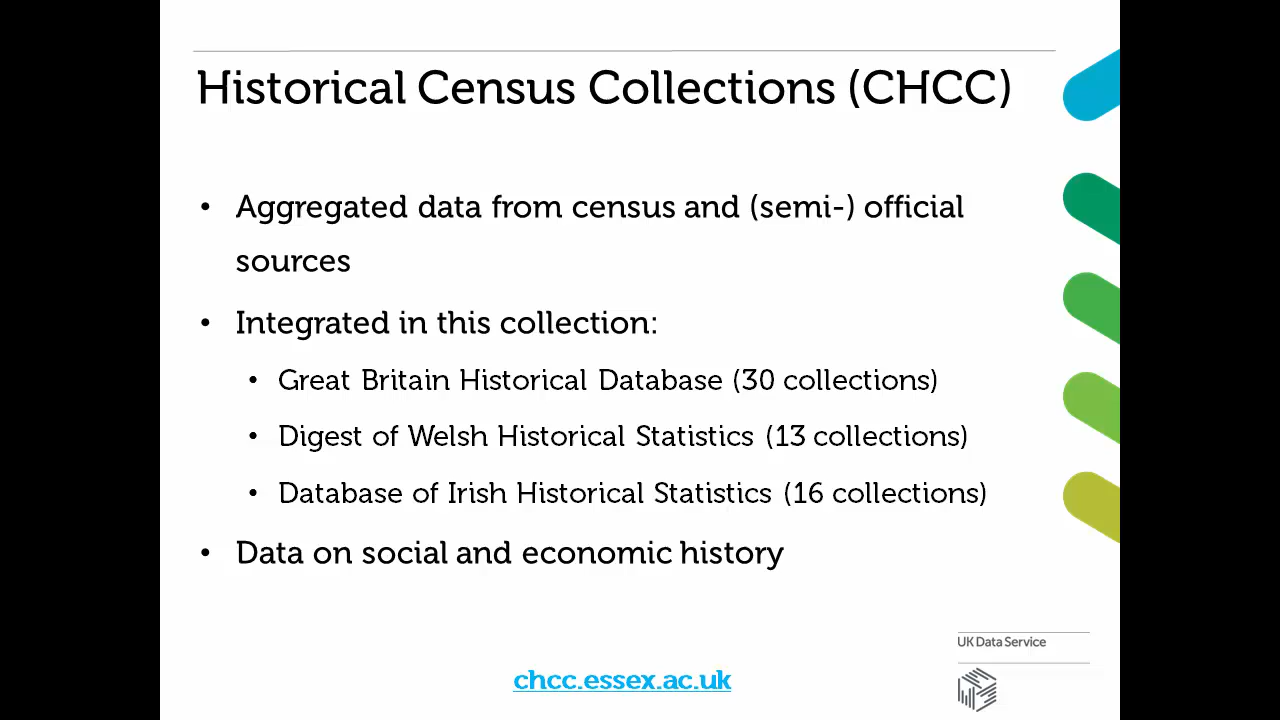 Historical Census Collections (CHCC)
• Aggregated data from census and (semi-) official
sources
• Integrated in this collection:
• Great Britain Historical Database (30 collections)
• Digest of Welsh Historical Statistics (13 collections)
• Database of Irish Historical Statistics (16 collections)
• Data on social and economic history
UK Data Service
chcc.essex.ac.uk